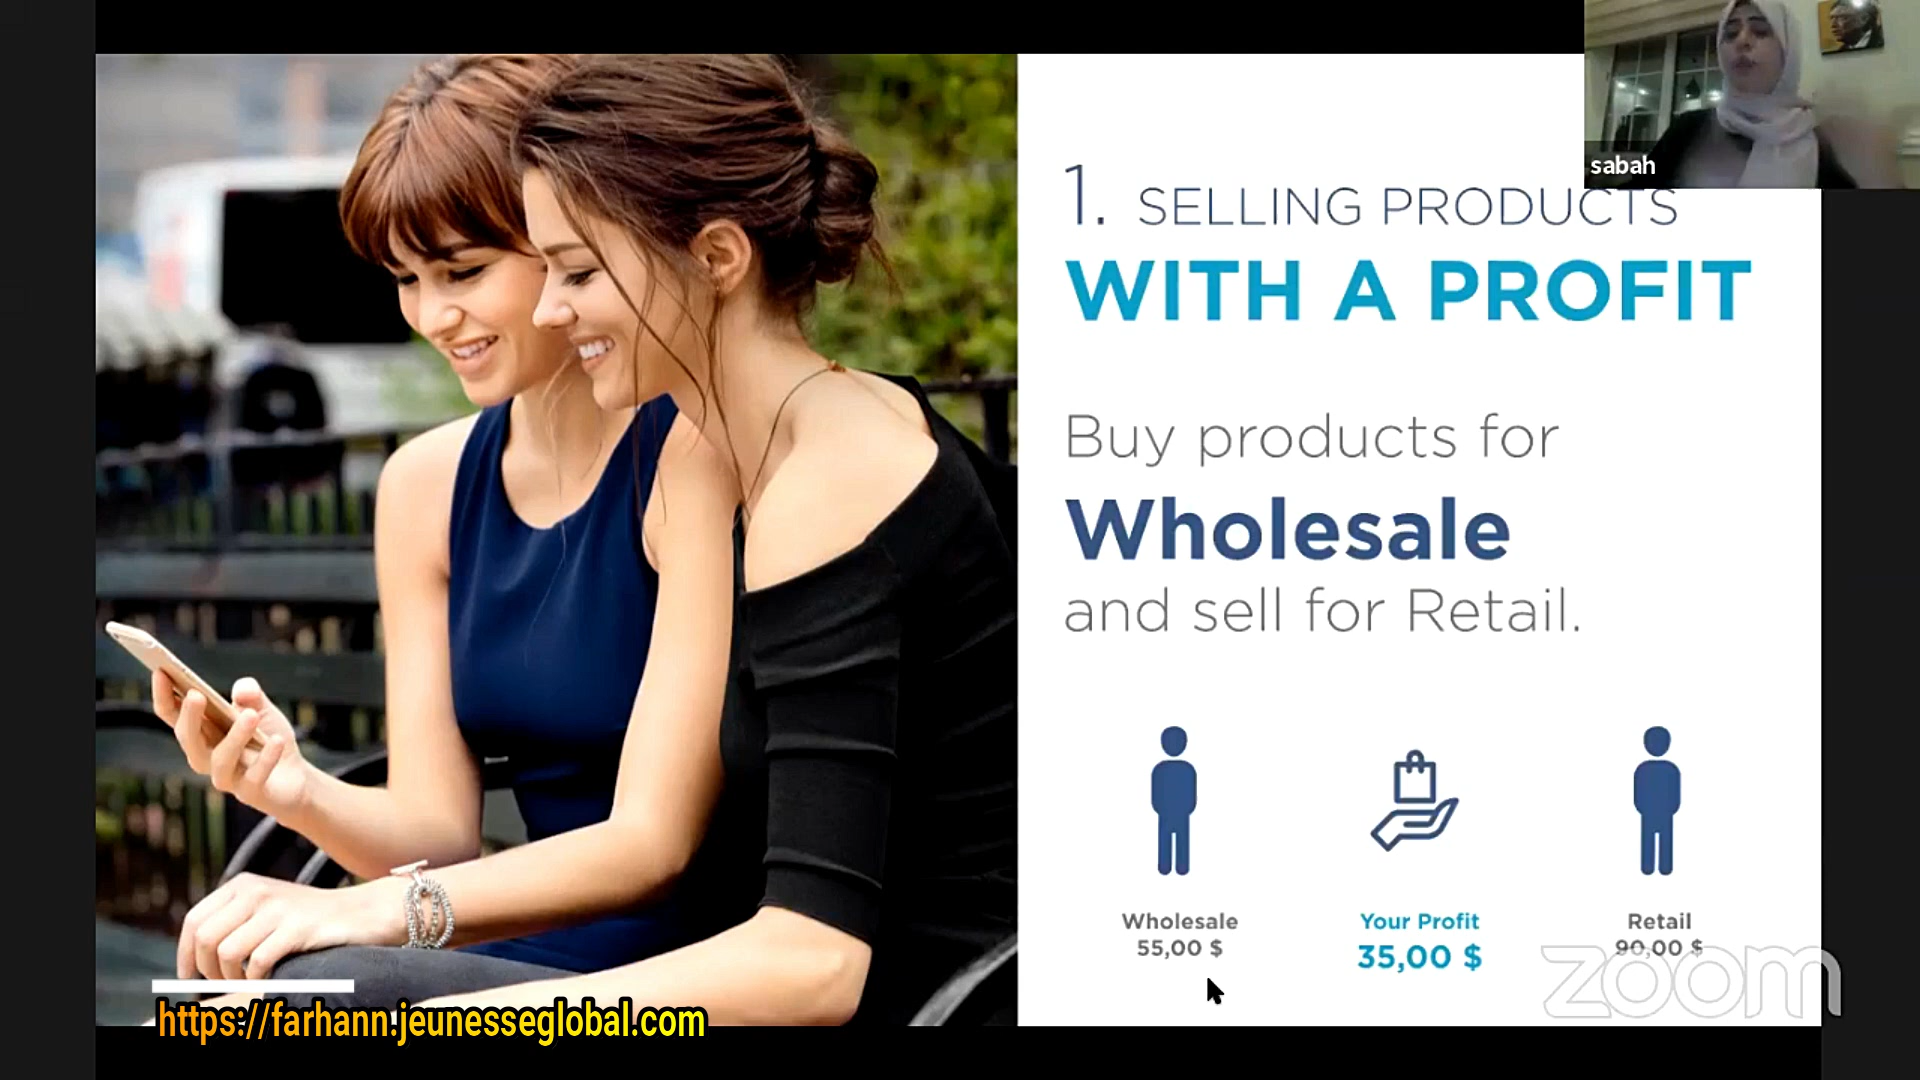 sabah
1. SELLING PRODUCTS
WITH A PROFIT
Buy products for
Wholesale
and sell for Retail.
Wholesale
55,00 $
Your Profit
35,00 $
Retail
90,00 $
zoom
https://farhann.jeunesseglobal.com